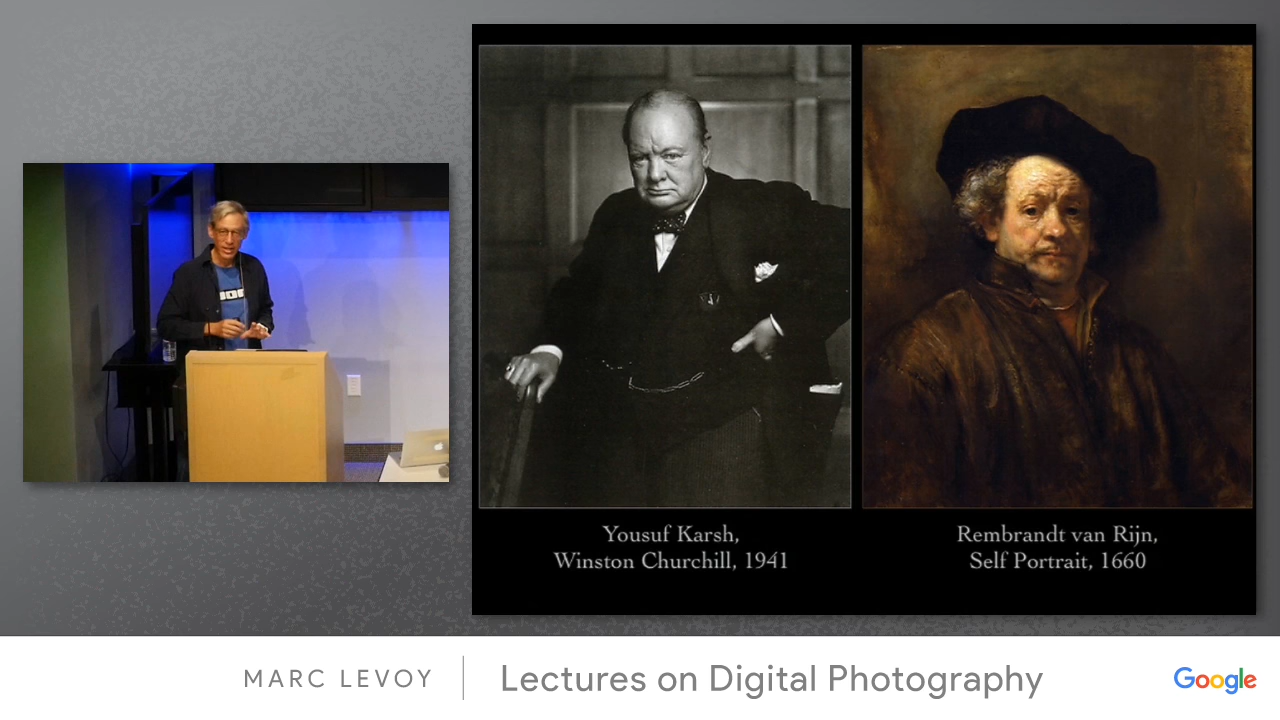 Yousuf Karsh,
Winston Churchill, 1941
Rembrandt van Rijn,
Self Portrait, 1660
MARC LEVOY
Lectures on Digital Photography
Google